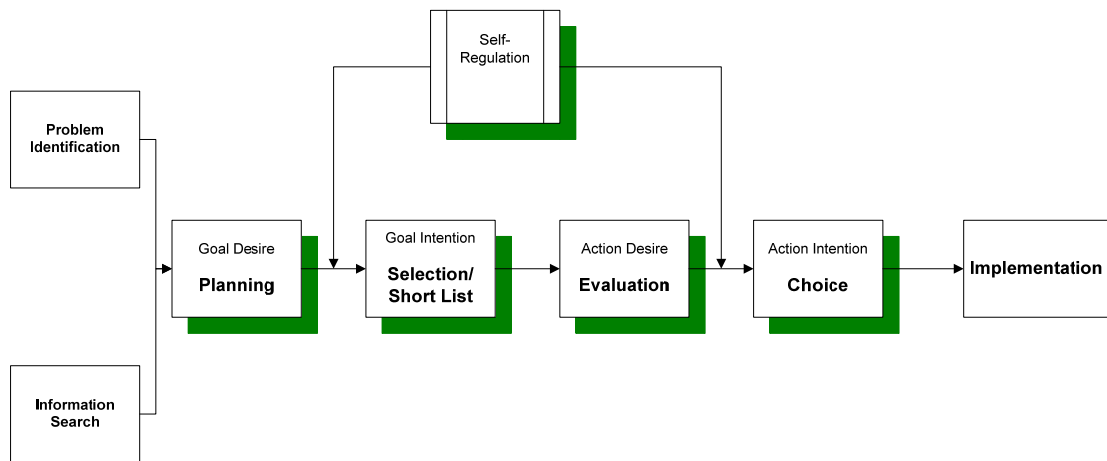 Self-
Regulation
Problem
Identification
Goal Desire
Planning
Goal Intention
Selection/
Short List
Action Desire
Evaluation
Action Intention
Choice
Implementation
Information
Search